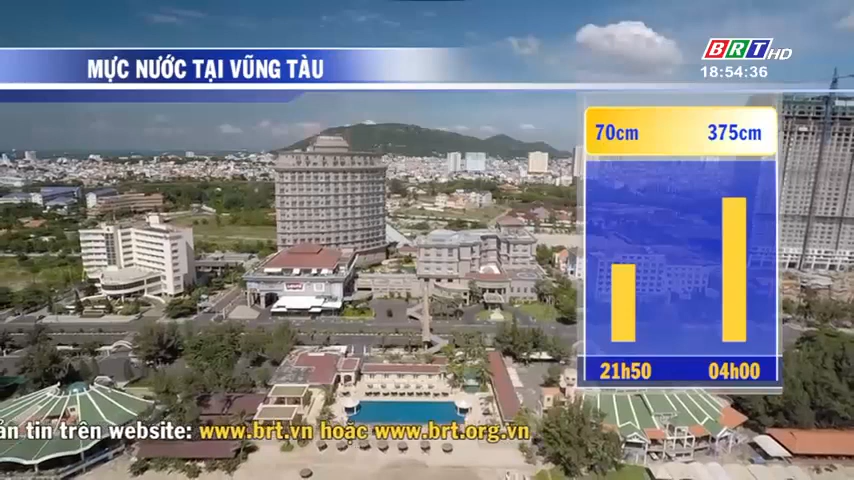 MỰC NƯỚC TẠI VŨNG TÀU
BRT HD
18:54:36
70cm 375cm
21h50 04h00
ản tin trên website: www.brt.vn hoặc www.brt.org.vn